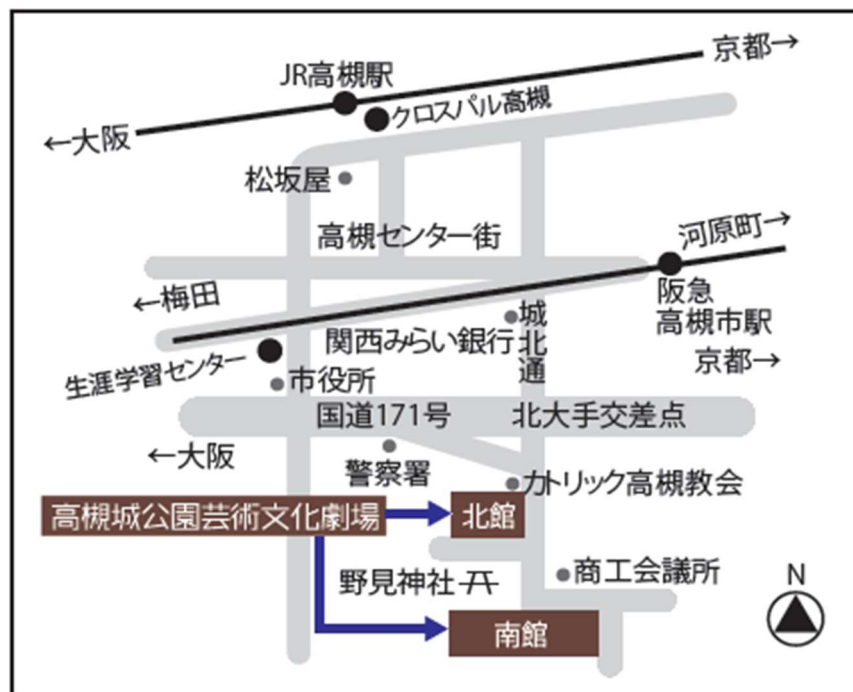 京都→
JR高槻駅
クロスパル高槻
←大阪
松坂屋
高槻センター街
河原町→
←梅田
阪急
高槻市駅
城北通
関西みらい銀行
京都→
生涯学習センター
市役所
国道171号
北大手交差点
←大阪
警察署
カトリック高槻教会
高槻城公園芸術文化劇場
北館
野見神社
商工会議所
N
南館